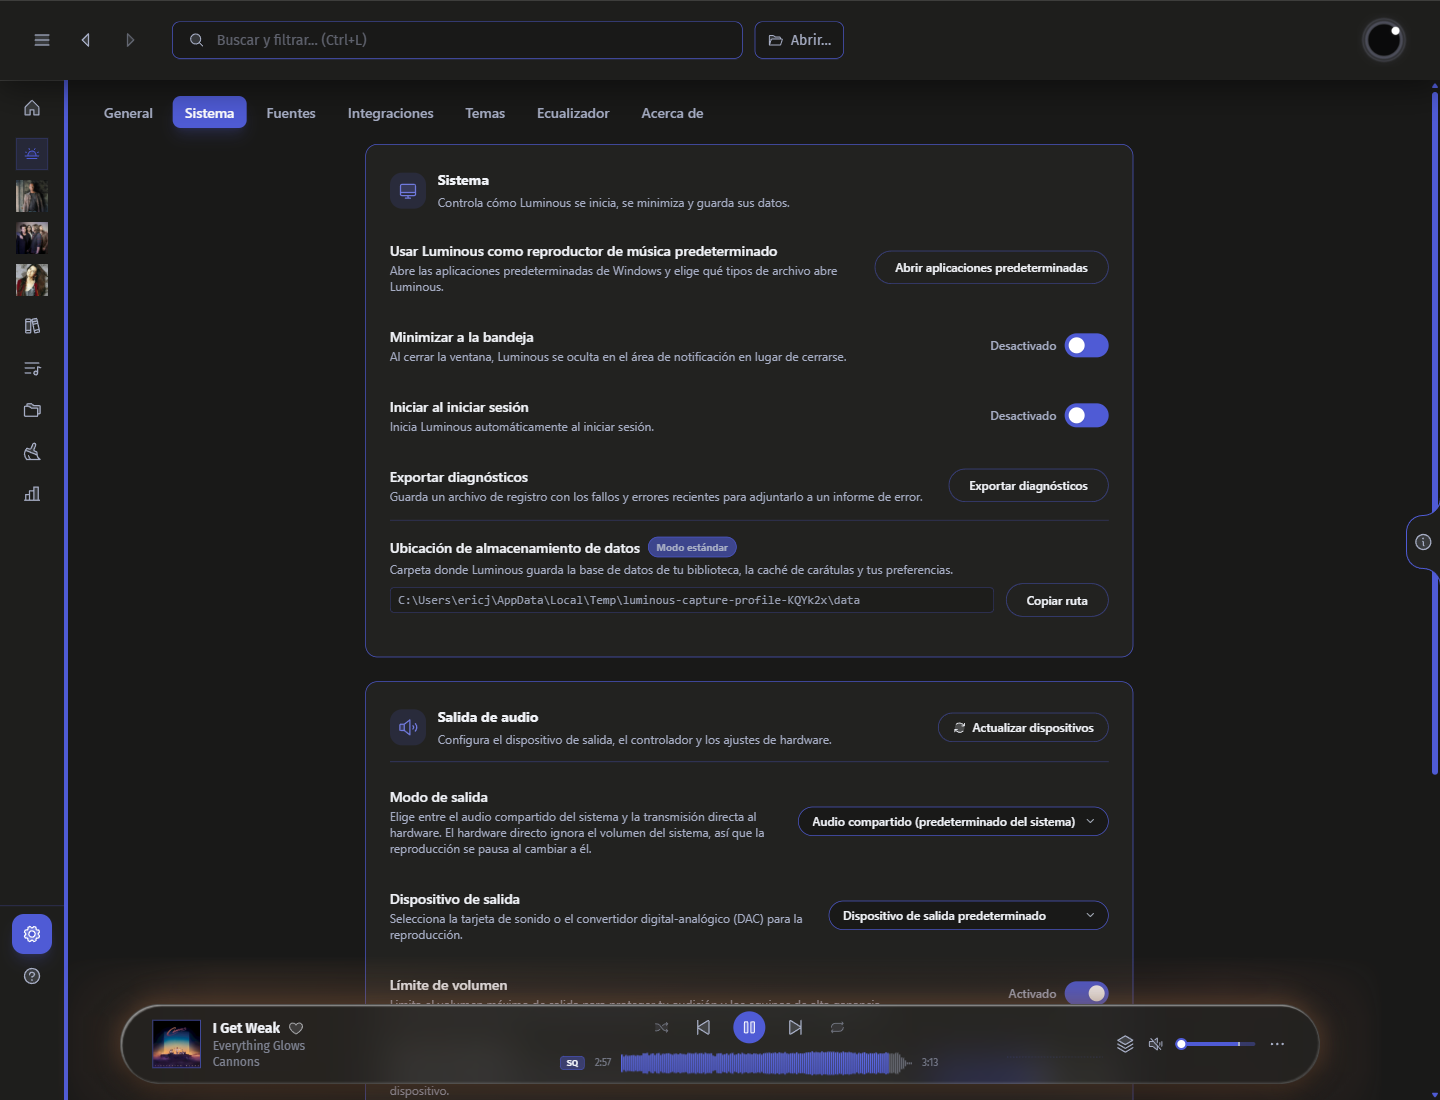 Buscar y filtrar... (Ctrl+L)
Abrir...
General
Sistema
Fuentes
Integraciones
Temas
Ecualizador
Acerca de
Sistema
Controla cómo Luminous se inicia, se minimiza y guarda sus datos.
Usar Luminous como reproductor de música predeterminado
Abre las aplicaciones predeterminadas de Windows y elige qué tipos de archivo abre
Luminous.
Abrir aplicaciones predeterminadas
Minimizar a la bandeja
Al cerrar la ventana, Luminous se oculta en el área de notificación en lugar de cerrarse.
Desactivado
Iniciar al iniciar sesión
Inicia Luminous automáticamente al iniciar sesión.
Desactivado
Exportar diagnósticos
Guarda un archivo de registro con los fallos y errores recientes para adjuntarlo a un informe de error.
Exportar diagnósticos
Ubicación de almacenamiento de datos
Modo estándar
Carpeta donde Luminous guarda la base de datos de tu biblioteca, la caché de carátulas y tus preferencias.
C:\Users\ericj\AppData\Local\Temp\luminous-capture-profile-KQYk2x\data
Copiar ruta
Salida de audio
Configura el dispositivo de salida, el controlador y los ajustes de hardware.
Actualizar dispositivos
Modo de salida
Elige entre el audio compartido del sistema y la transmisión directa al
hardware. El hardware directo ignora el volumen del sistema, así que la
reproducción se pausa al cambiar a él.
Audio compartido (predeterminado del sistema)
Dispositivo de salida
Selecciona la tarjeta de sonido o el convertidor digital-analógico (DAC) para la
reproducción.
Dispositivo de salida predeterminado
Límite de volumen
Activado
I Get Weak
Everything Glows
Cannons
SQ
2:57
3:13
dispositivo.